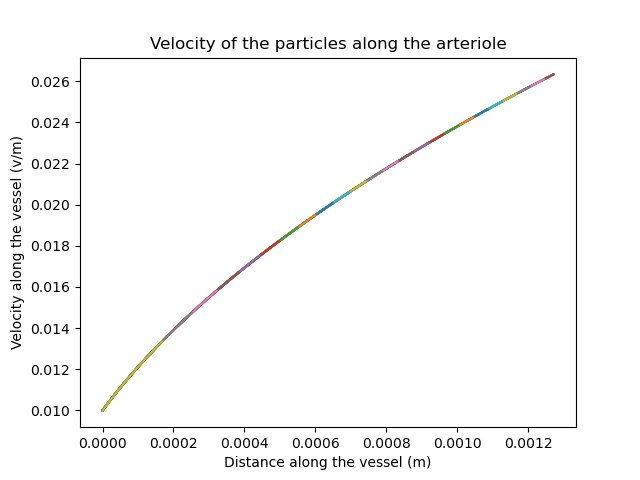 Velocity of the particles along the arteriole
0.026
0.024
0.022
0.020
0.018
0.016
0.014
0.012
0.010
Velocity along the vessel (v/m)
0.0000 0.0002 0.0004 0.0006 0.0008 0.0010 0.0012
Distance along the vessel (m)